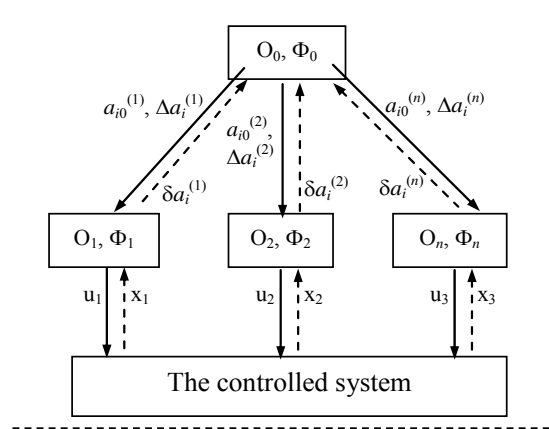 O₀, Φ₀
aᵢ₀⁽¹⁾, Δaᵢ⁽¹⁾
aᵢ₀⁽²⁾,
Δaᵢ⁽²⁾
aᵢ₀⁽ⁿ⁾, Δaᵢ⁽ⁿ⁾
δaᵢ⁽¹⁾
δaᵢ⁽²⁾
δaᵢ⁽ⁿ⁾
O₁, Φ₁
O₂, Φ₂
Oₙ, Φₙ
u₁
x₁
u₂
x₂
u₃
x₃
The controlled system